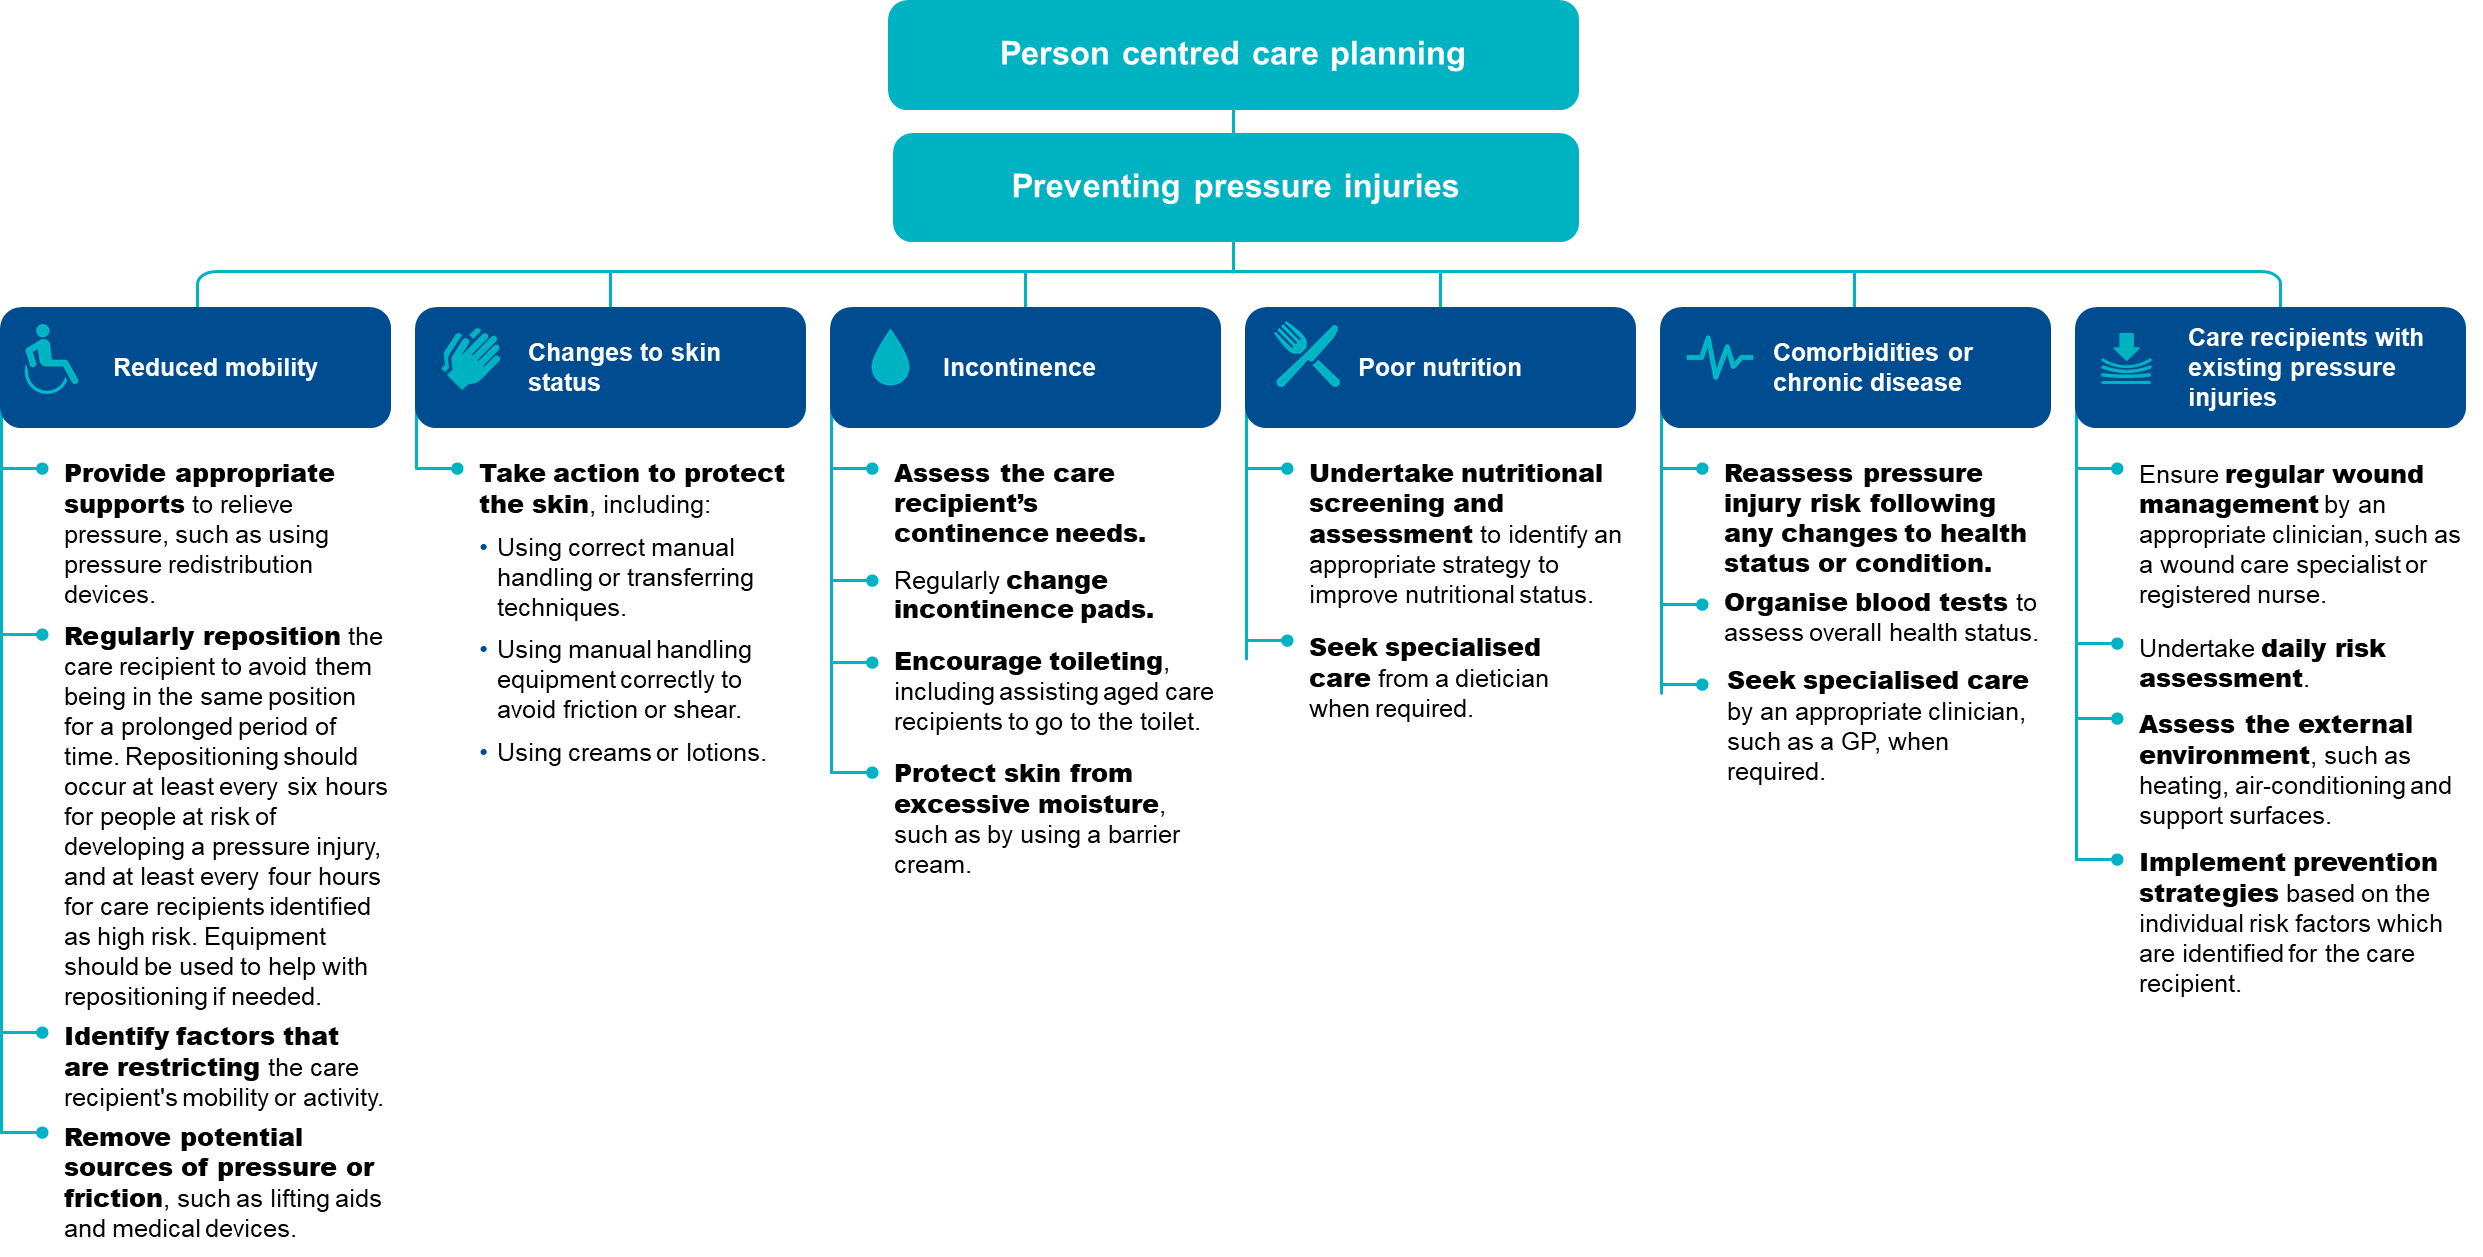 Person centred care planning
Preventing pressure injuries
Reduced mobility
Provide appropriate
supports to relieve
pressure, such as using
pressure redistribution
devices.
Regularly reposition the
care recipient to avoid them
being in the same position
for a prolonged period of
time. Repositioning should
occur at least every six hours
for people at risk of
developing a pressure injury,
and at least every four hours
for care recipients identified
as high risk. Equipment
should be used to help with
repositioning if needed.
Identify factors that
are restricting the care
recipient's mobility or activity.
Remove potential
sources of pressure or
friction, such as lifting aids
and medical devices.
Changes to skin
status
Take action to protect
the skin, including:
• Using correct manual
handling or transferring
techniques.
• Using manual handling
equipment correctly to
avoid friction or shear.
• Using creams or lotions.
Incontinence
Assess the care
recipient’s
continence needs.
Regularly change
incontinence pads.
Encourage toileting,
including assisting aged care
recipients to go to the toilet.
Protect skin from
excessive moisture,
such as by using a barrier
cream.
Poor nutrition
Undertake nutritional
screening and
assessment to identify an
appropriate strategy to
improve nutritional status.
Seek specialised
care from a dietician
when required.
Comorbidities or
chronic disease
Reassess pressure
injury risk following
any changes to health
status or condition.
Organise blood tests to
assess overall health status.
Seek specialised care
by an appropriate clinician,
such as a GP, when
required.
Care recipients with
existing pressure
injuries
Ensure regular wound
management by an
appropriate clinician, such as
a wound care specialist or
registered nurse.
Undertake daily risk
assessment.
Assess the external
environment, such as
heating, air-conditioning and
support surfaces.
Implement prevention
strategies based on the
individual risk factors which
are identified for the care
recipient.